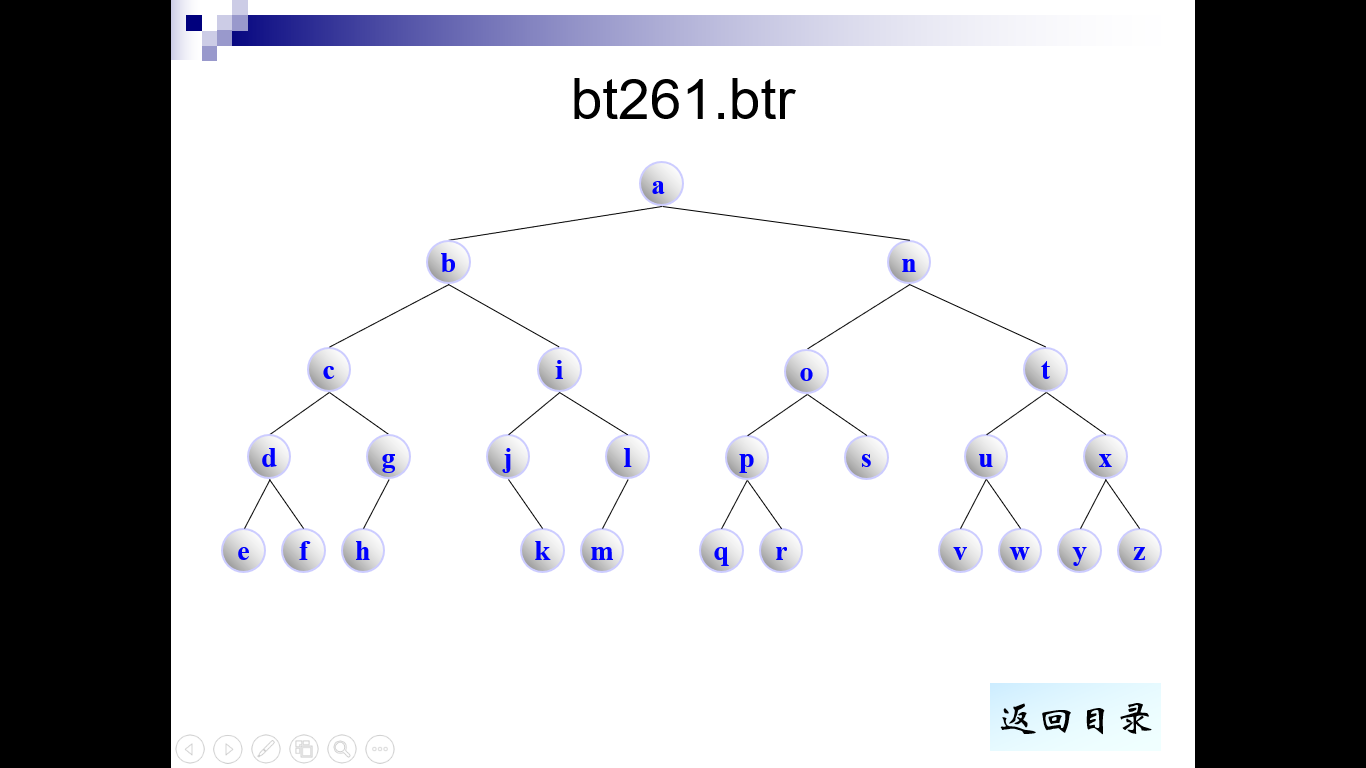 bt261.btr
a
b n
c i o t
d g j l p s u x
e f h k m q r v w y z
返回目录